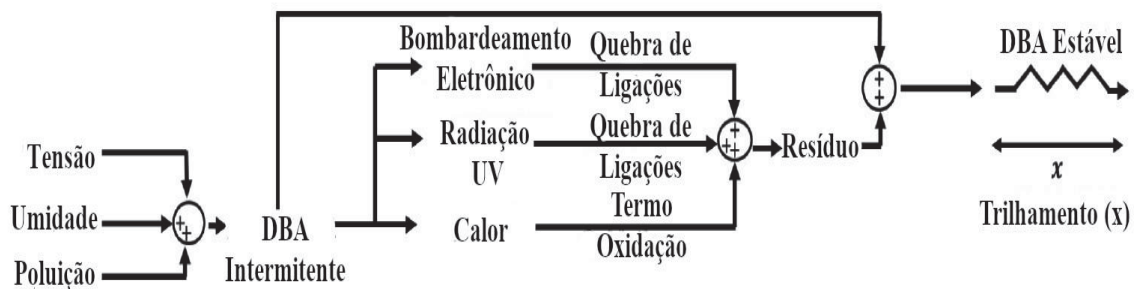 Tensão
Umidade
Poluição
+
+
+
DBA
Intermitente
Bombardeamento
Eletrônico
Radiação
UV
Calor
Quebra de
Ligações
Quebra de
Ligações
Termo
Oxidação
+
+
+
Resíduo
+
+
DBA Estável
x
Trilhamento (x)